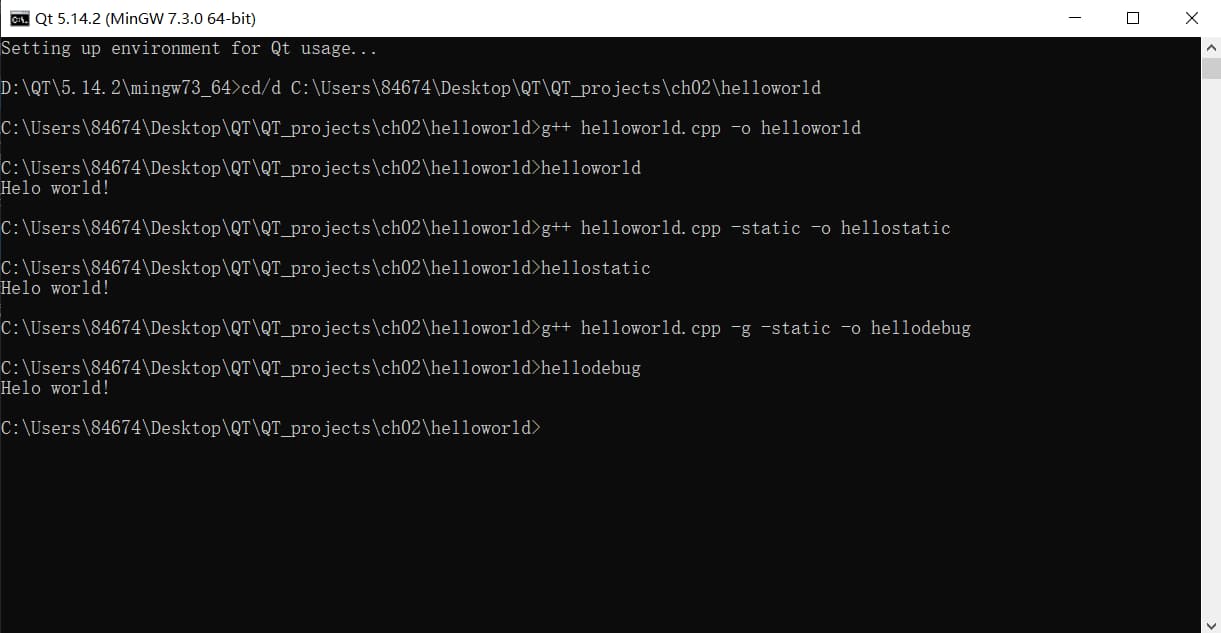 Qt 5.14.2 (MinGW 7.3.0 64-bit)
Setting up environment for Qt usage...
D:\QT\5.14.2\mingw73_64>cd/d C:\Users\84674\Desktop\QT\QT_projects\ch02\helloworld
C:\Users\84674\Desktop\QT\QT_projects\ch02\helloworld>g++ helloworld.cpp -o helloworld
C:\Users\84674\Desktop\QT\QT_projects\ch02\helloworld>helloworld
Helo world!
C:\Users\84674\Desktop\QT\QT_projects\ch02\helloworld>g++ helloworld.cpp -static -o hellostatic
C:\Users\84674\Desktop\QT\QT_projects\ch02\helloworld>hellostatic
Helo world!
C:\Users\84674\Desktop\QT\QT_projects\ch02\helloworld>g++ helloworld.cpp -g -static -o hellodebug
C:\Users\84674\Desktop\QT\QT_projects\ch02\helloworld>hellodebug
Helo world!
C:\Users\84674\Desktop\QT\QT_projects\ch02\helloworld>